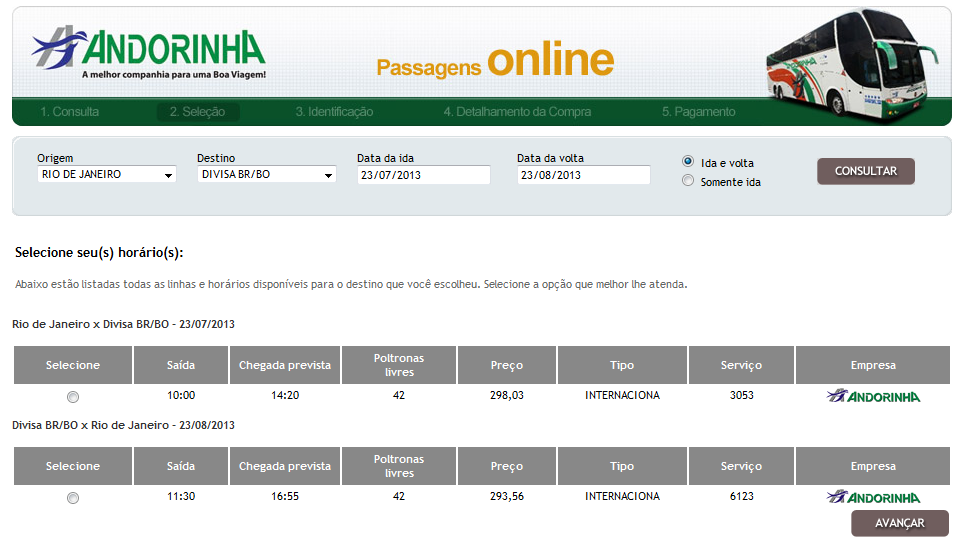 ANDORINHA
A melhor companhia para uma Boa Viagem!
Passagens online
1. Consulta 2. Seleção 3. Identificação 4. Detalhamento da Compra 5. Pagamento
Origem Destino Data da ida Data da volta
RIO DE JANEIRO DIVISA BR/BO 23/07/2013 23/08/2013
Ida e volta
Somente ida
CONSULTAR
Selecione seu(s) horário(s):
Abaixo estão listadas todas as linhas e horários disponíveis para o destino que você escolheu. Selecione a opção que melhor lhe atenda.
Rio de Janeiro x Divisa BR/BO - 23/07/2013
Selecione Saída Chegada prevista Poltronas livres Preço Tipo Serviço Empresa
10:00 14:20 42 298,03 INTERNACIONA 3053 ANDORINHA
Divisa BR/BO x Rio de Janeiro - 23/08/2013
Selecione Saída Chegada prevista Poltronas livres Preço Tipo Serviço Empresa
11:30 16:55 42 293,56 INTERNACIONA 6123 ANDORINHA
AVANÇAR